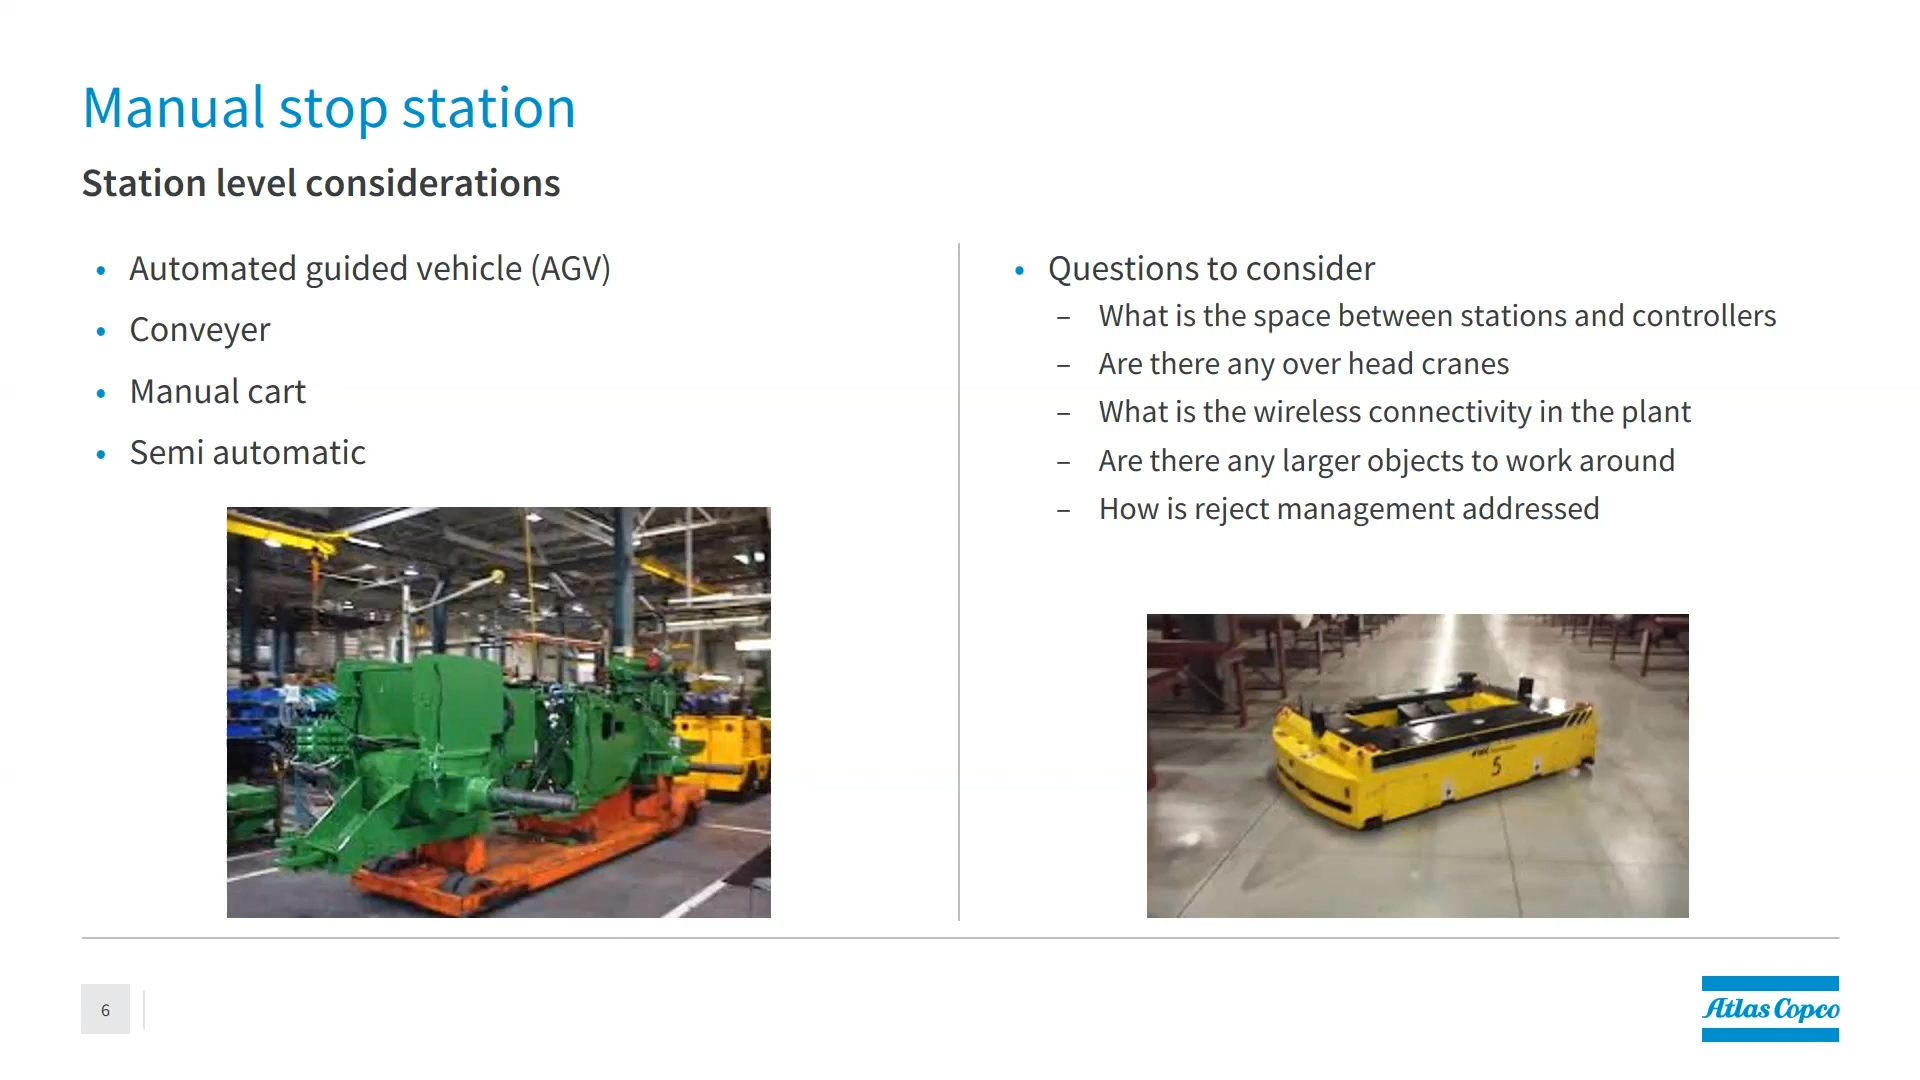 Manual stop station
Station level considerations
• Automated guided vehicle (AGV)
• Conveyer
• Manual cart
• Semi automatic
• Questions to consider
– What is the space between stations and controllers
– Are there any over head cranes
– What is the wireless connectivity in the plant
– Are there any larger objects to work around
– How is reject management addressed
5
6
Atlas Copco